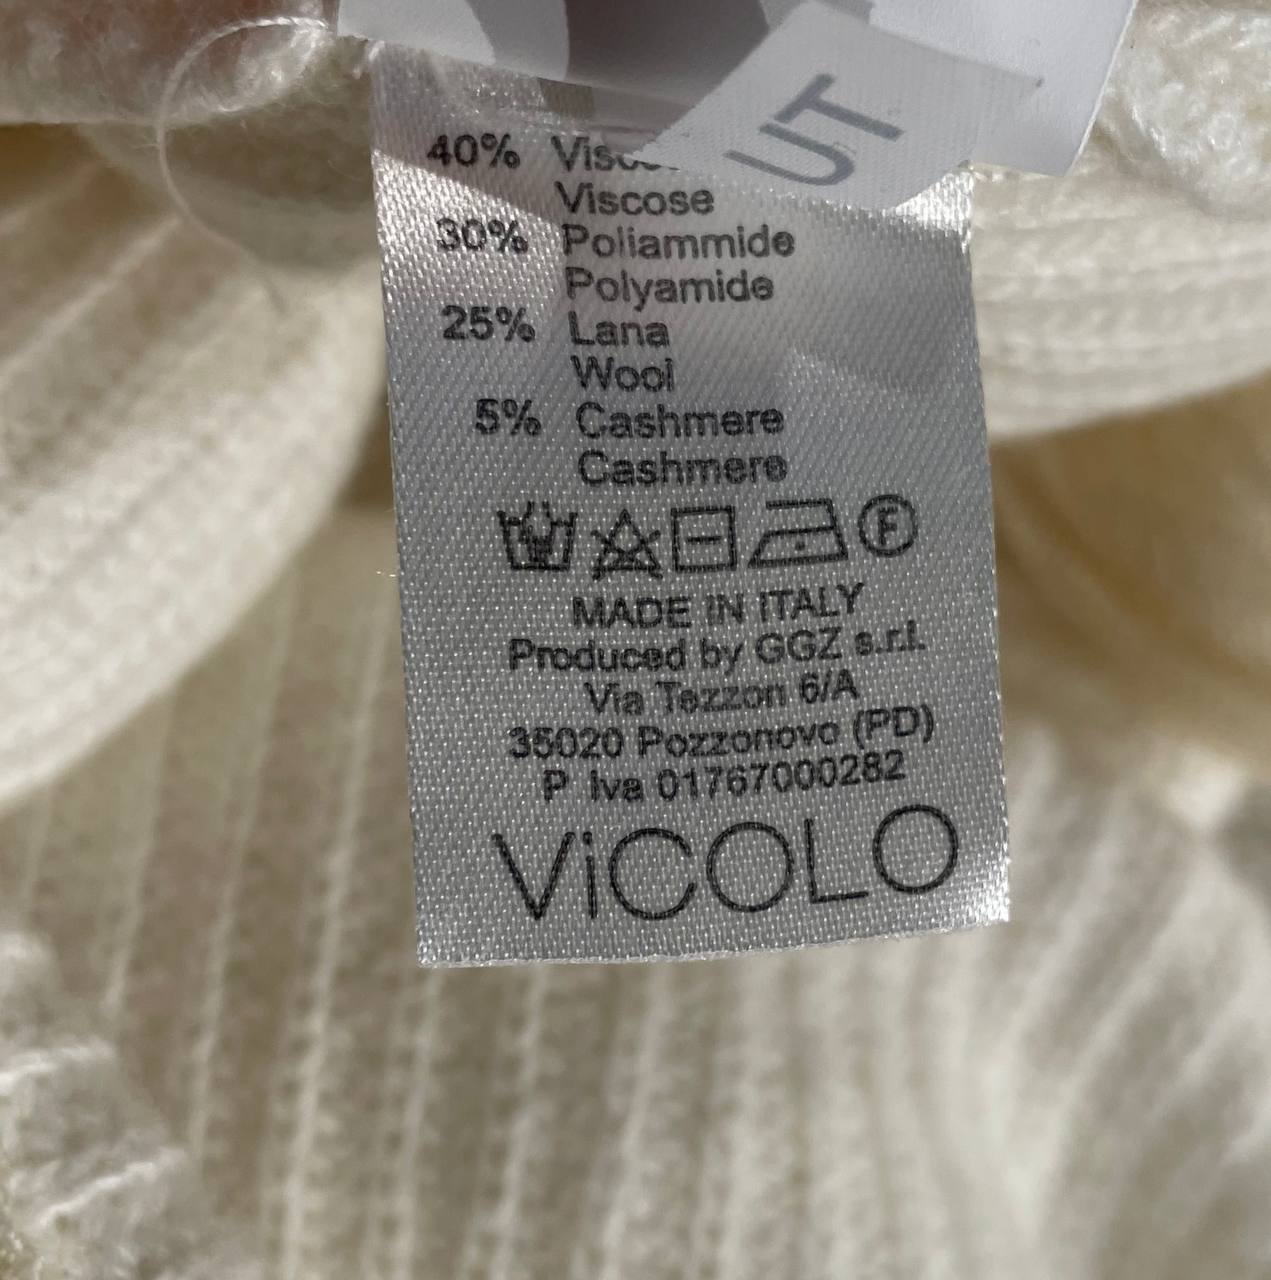 UT
40%
Viscose
30% Poliammide
Polyamide
25% Lana
Wool
5% Cashmere
Cashmere
F
MADE IN ITALY
Produced by GGZ s.r.l.
Via Tezzon 6/A
35020 Pozzonovo (PD)
P Iva 01767000282
ViCOLO